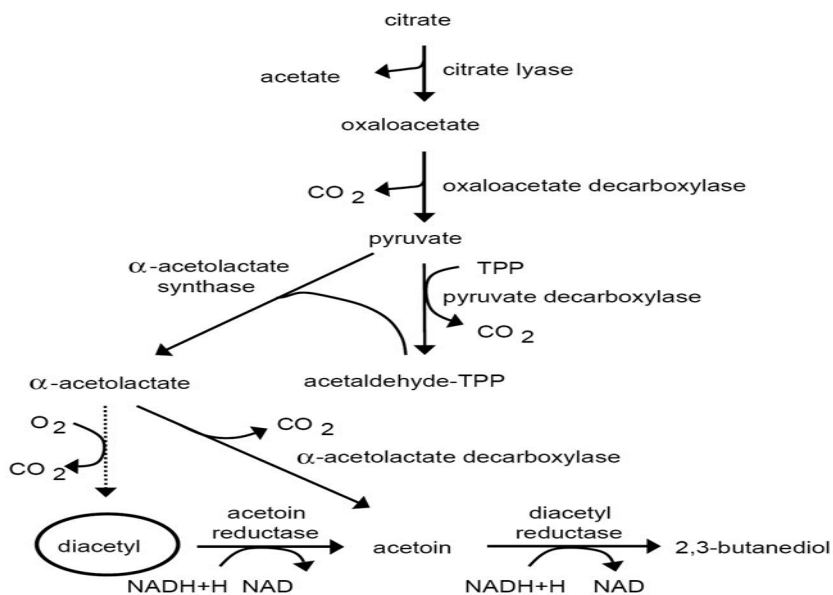 citrate
acetate
citrate lyase
oxaloacetate
CO 2
oxaloacetate decarboxylase
pyruvate
α-acetolactate
synthase
TPP
pyruvate decarboxylase
CO 2
α-acetolactate
acetaldehyde-TPP
O 2
CO 2
CO 2
α-acetolactate decarboxylase
diacetyl
acetoin
reductase
acetoin
diacetyl
reductase
2,3-butanediol
NADH+H NAD
NADH+H NAD